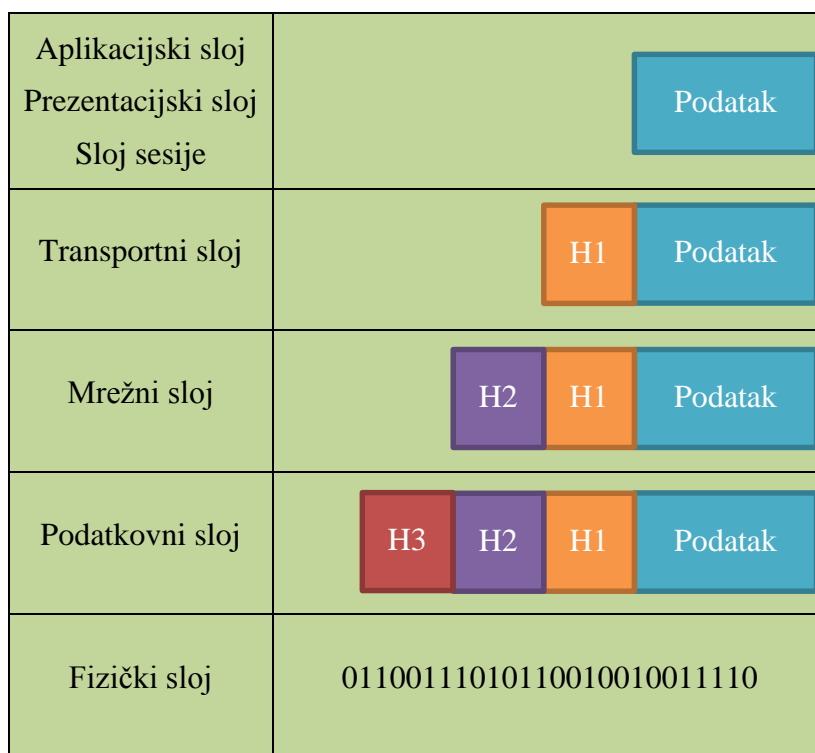 Aplikacijski sloj
Prezentacijski sloj
Sloj sesije
Podatak
Transportni sloj
H1 Podatak
Mrežni sloj
H2 H1 Podatak
Podatkovni sloj
H3 H2 H1 Podatak
Fizički sloj
01100111010110010010011110